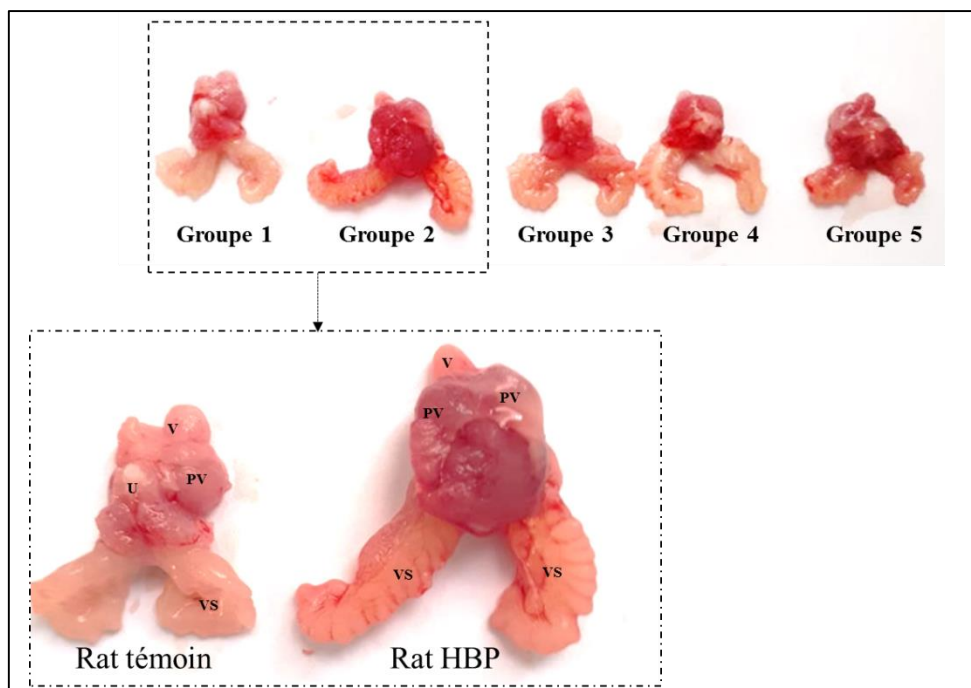 Groupe 1
Groupe 2
Groupe 3
Groupe 4
Groupe 5
V
PV
U
VS
V
PV
PV
VS
VS
Rat témoin
Rat HBP